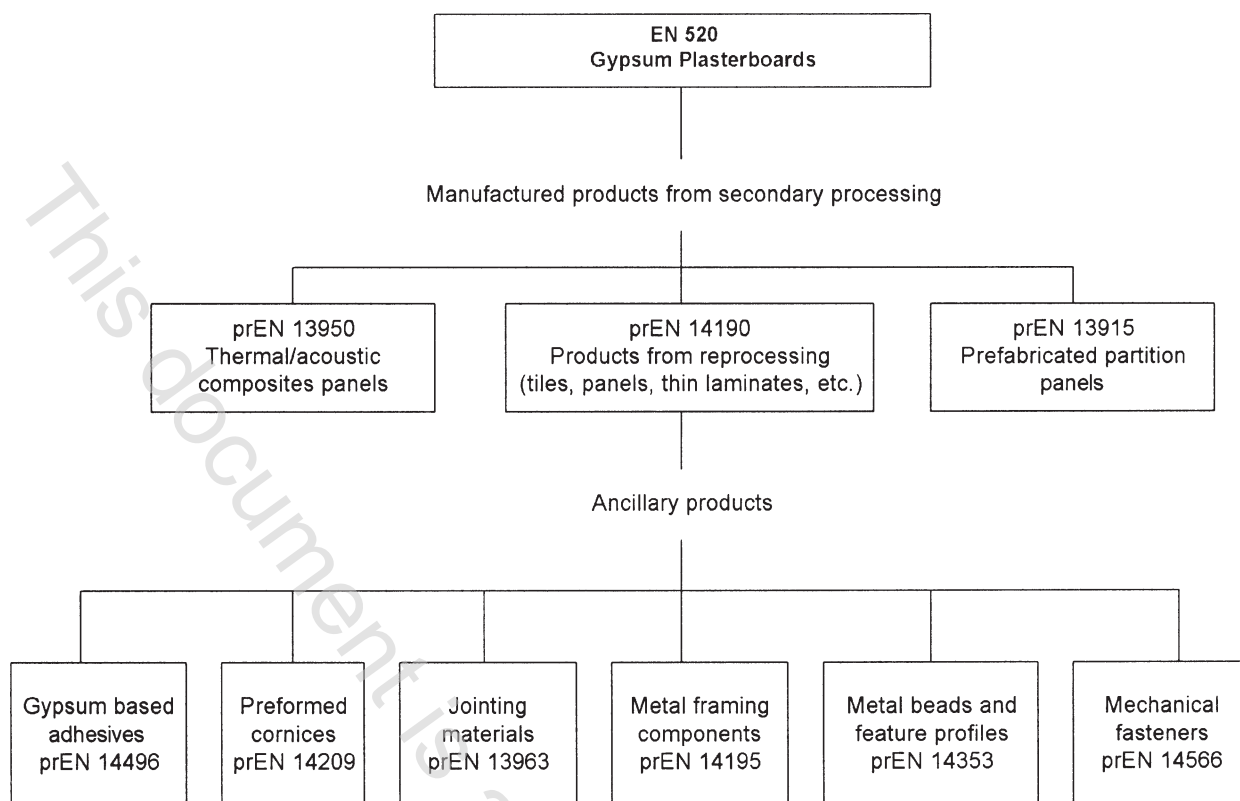 EN 520
Gypsum Plasterboards
Manufactured products from secondary processing
prEN 13950
Thermal/acoustic
composites panels
prEN 14190
Products from reprocessing
(tiles, panels, thin laminates, etc.)
prEN 13915
Prefabricated partition
panels
Ancillary products
Gypsum based
adhesives
prEN 14496
Preformed
cornices
prEN 14209
Jointing
materials
prEN 13963
Metal framing
components
prEN 14195
Metal beads and
feature profiles
prEN 14353
Mechanical
fasteners
prEN 14566
This document is